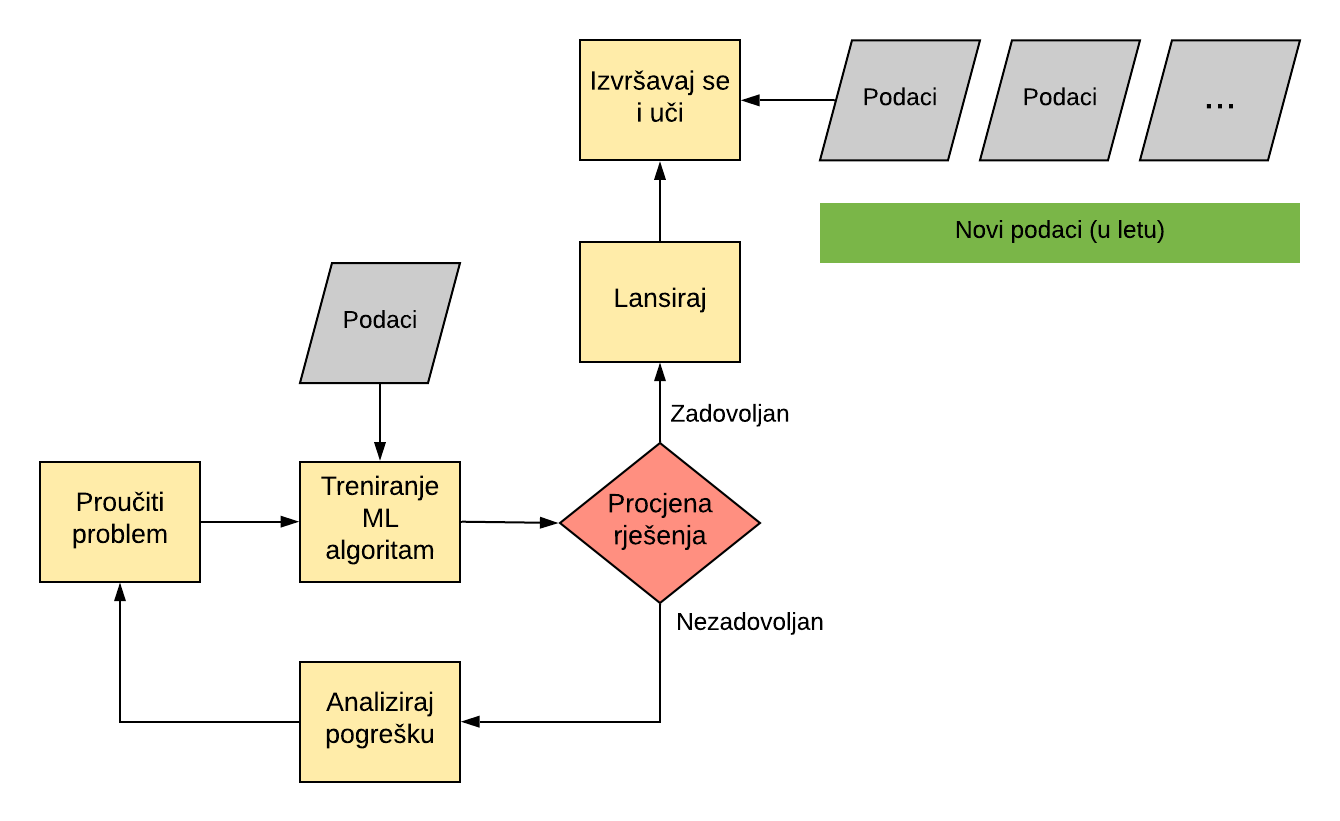 Izvršavaj se
i uči
Podaci
Podaci
...
Novi podaci (u letu)
Lansiraj
Podaci
Zadovoljan
Proučiti
problem
Treniranje
ML
algoritam
Procjena
rješenja
Nezadovoljan
Analiziraj
pogrešku